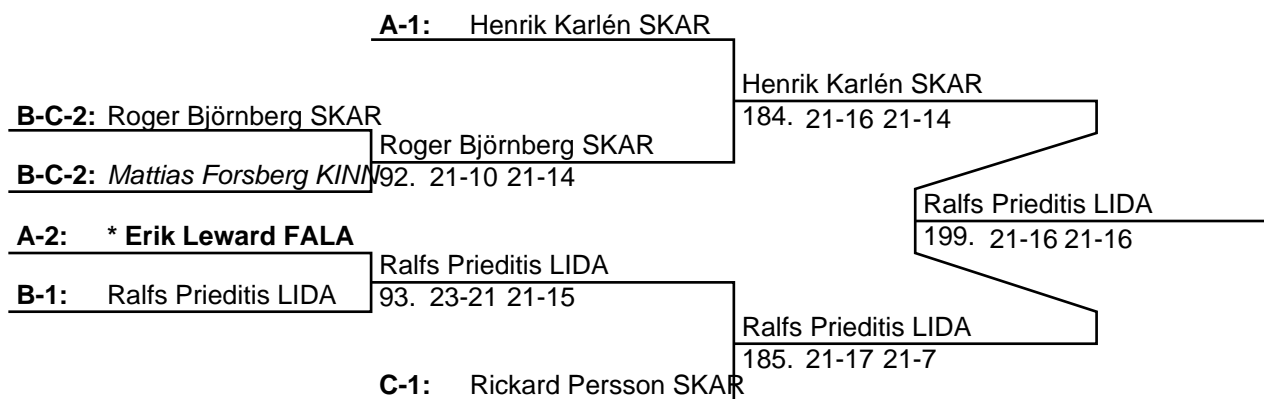 A-1: Henrik Karlén SKAR
Henrik Karlén SKAR
184. 21-16 21-14
B-C-2: Roger Björnberg SKAR
Roger Björnberg SKAR
92. 21-10 21-14
B-C-2: Mattias Forsberg KINN
Ralfs Prieditis LIDA
199. 21-16 21-16
A-2: * Erik Leward FALA
Ralfs Prieditis LIDA
93. 23-21 21-15
B-1: Ralfs Prieditis LIDA
Ralfs Prieditis LIDA
185. 21-17 21-7
C-1: Rickard Persson SKAR